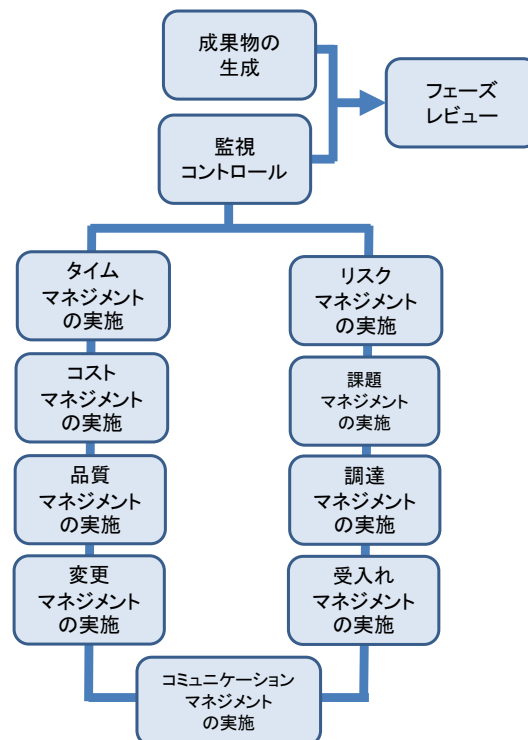 成果物の
生成
フェーズ
レビュー
監視
コントロール
タイム
マネジメント
の実施
リスク
マネジメント
の実施
コスト
マネジメント
の実施
課題
マネジメント
の実施
品質
マネジメント
の実施
調達
マネジメント
の実施
変更
マネジメント
の実施
受入れ
マネジメント
の実施
コミュニケーション
マネジメント
の実施